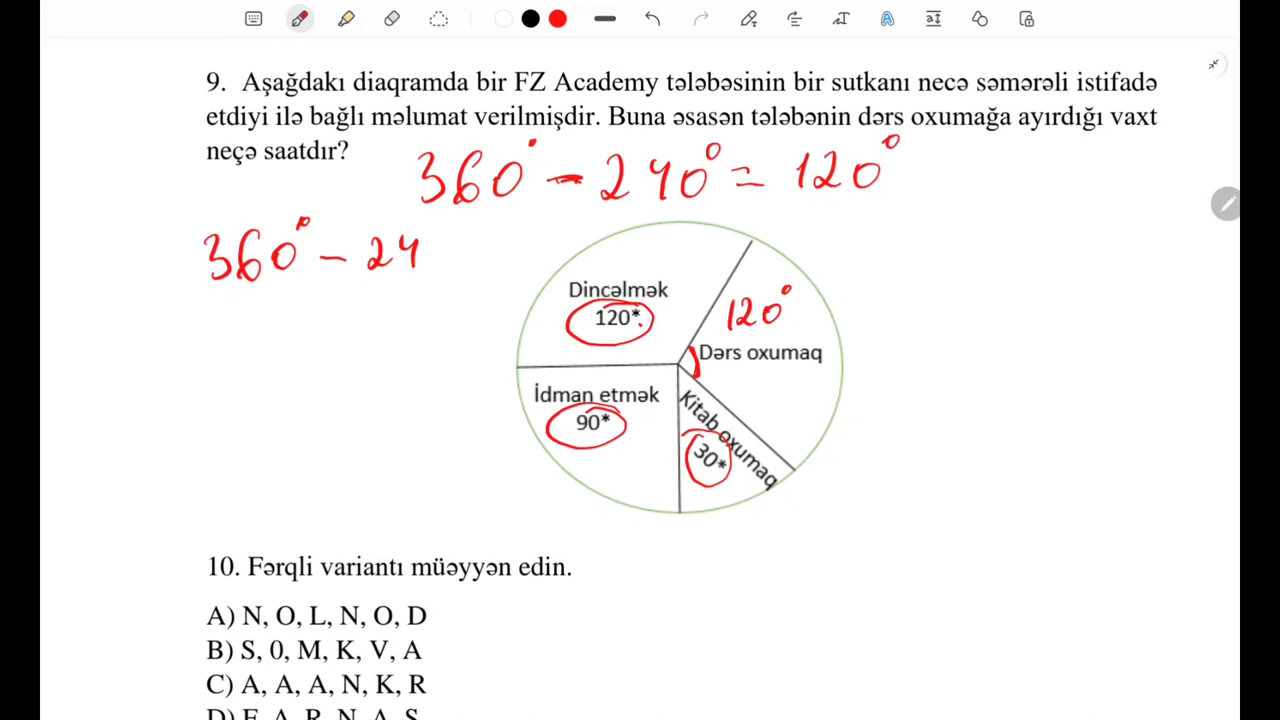 9. Aşağdakı diaqramda bir FZ Academy tələbəsinin bir sutkanı necə səmərəli istifadə
etdiyi ilə bağlı məlumat verilmişdir. Buna əsasən tələbənin dərs oxumağa ayırdığı vaxt
neçə saatdır?
360° - 240° = 120°
360° - 24
Dincəlmək
120*
120°
Dərs oxumaq
İdman etmək
90*
Kitab oxumaq
30*
10. Fərqli variantı müəyyən edin.
A) N, O, L, N, O, D
B) S, 0, M, K, V, A
C) A, A, A, N, K, R
D) F, A, R, N, A, S